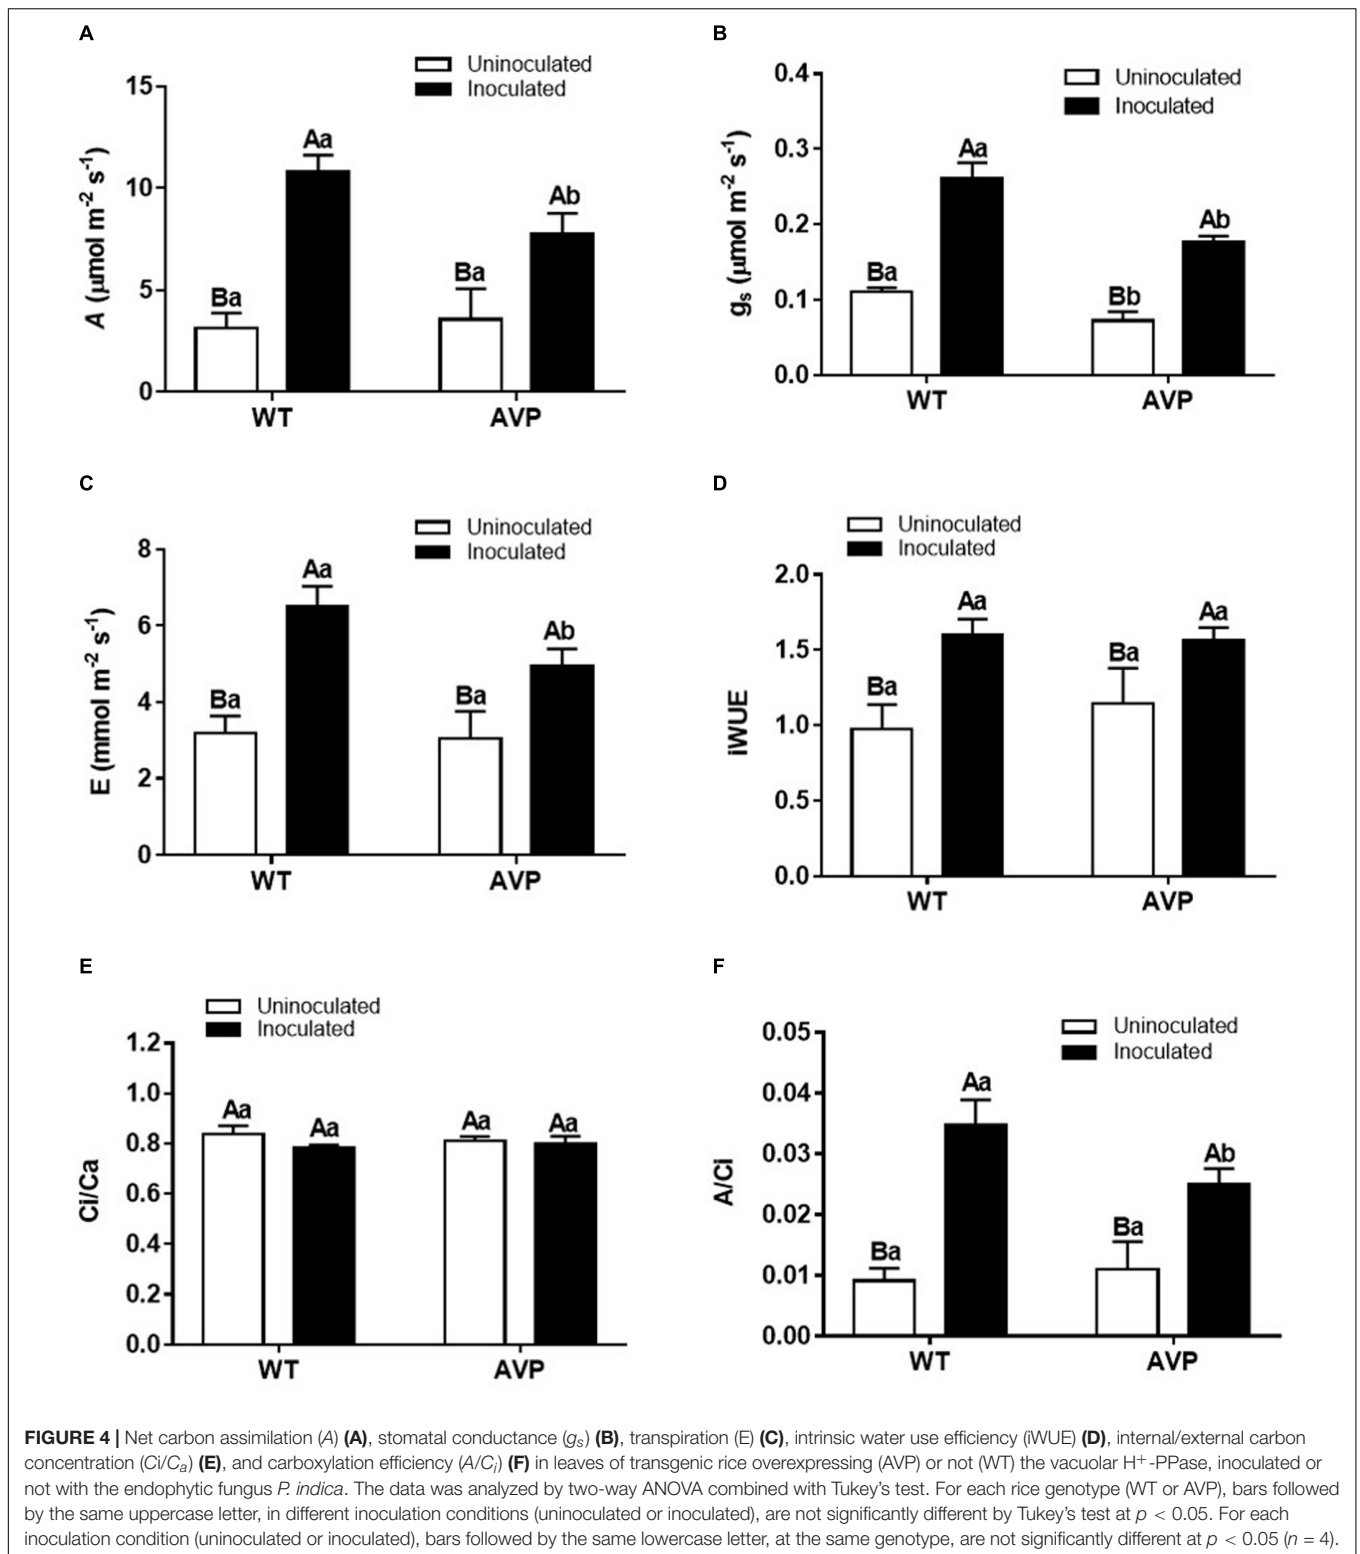 A
Uninoculated
Inoculated
15
10
5
0
A (μmol m-2 s-1)
Ba
Aa
Ba
Ab
WT
AVP
B
Uninoculated
Inoculated
0.4
0.3
0.2
0.1
0.0
gs (μmol m-2 s-1)
Ba
Aa
Bb
Ab
WT
AVP
C
Uninoculated
Inoculated
8
6
4
2
0
E (mmol m-2 s-1)
Ba
Aa
Ba
Ab
WT
AVP
D
Uninoculated
Inoculated
2.0
1.5
1.0
0.5
0.0
iWUE
Ba
Aa
Ba
Aa
WT
AVP
E
Uninoculated
Inoculated
1.2
1.0
0.8
0.6
0.4
0.2
0.0
Ci/Ca
Aa
Aa
Aa
Aa
WT
AVP
F
Uninoculated
Inoculated
0.05
0.04
0.03
0.02
0.01
0.00
A/Ci
Ba
Aa
Ba
Ab
WT
AVP
FIGURE 4 | Net carbon assimilation (A) (A), stomatal conductance (gs) (B), transpiration (E) (C), intrinsic water use efficiency (iWUE) (D), internal/external carbon
concentration (Ci/Ca) (E), and carboxylation efficiency (A/Ci) (F) in leaves of transgenic rice overexpressing (AVP) or not (WT) the vacuolar H+-PPase, inoculated or
not with the endophytic fungus P. indica. The data was analyzed by two-way ANOVA combined with Tukey's test. For each rice genotype (WT or AVP), bars followed
by the same uppercase letter, in different inoculation conditions (uninoculated or inoculated), are not significantly different by Tukey's test at p < 0.05. For each
inoculation condition (uninoculated or inoculated), bars followed by the same lowercase letter, at the same genotype, are not significantly different at p < 0.05 (n = 4).